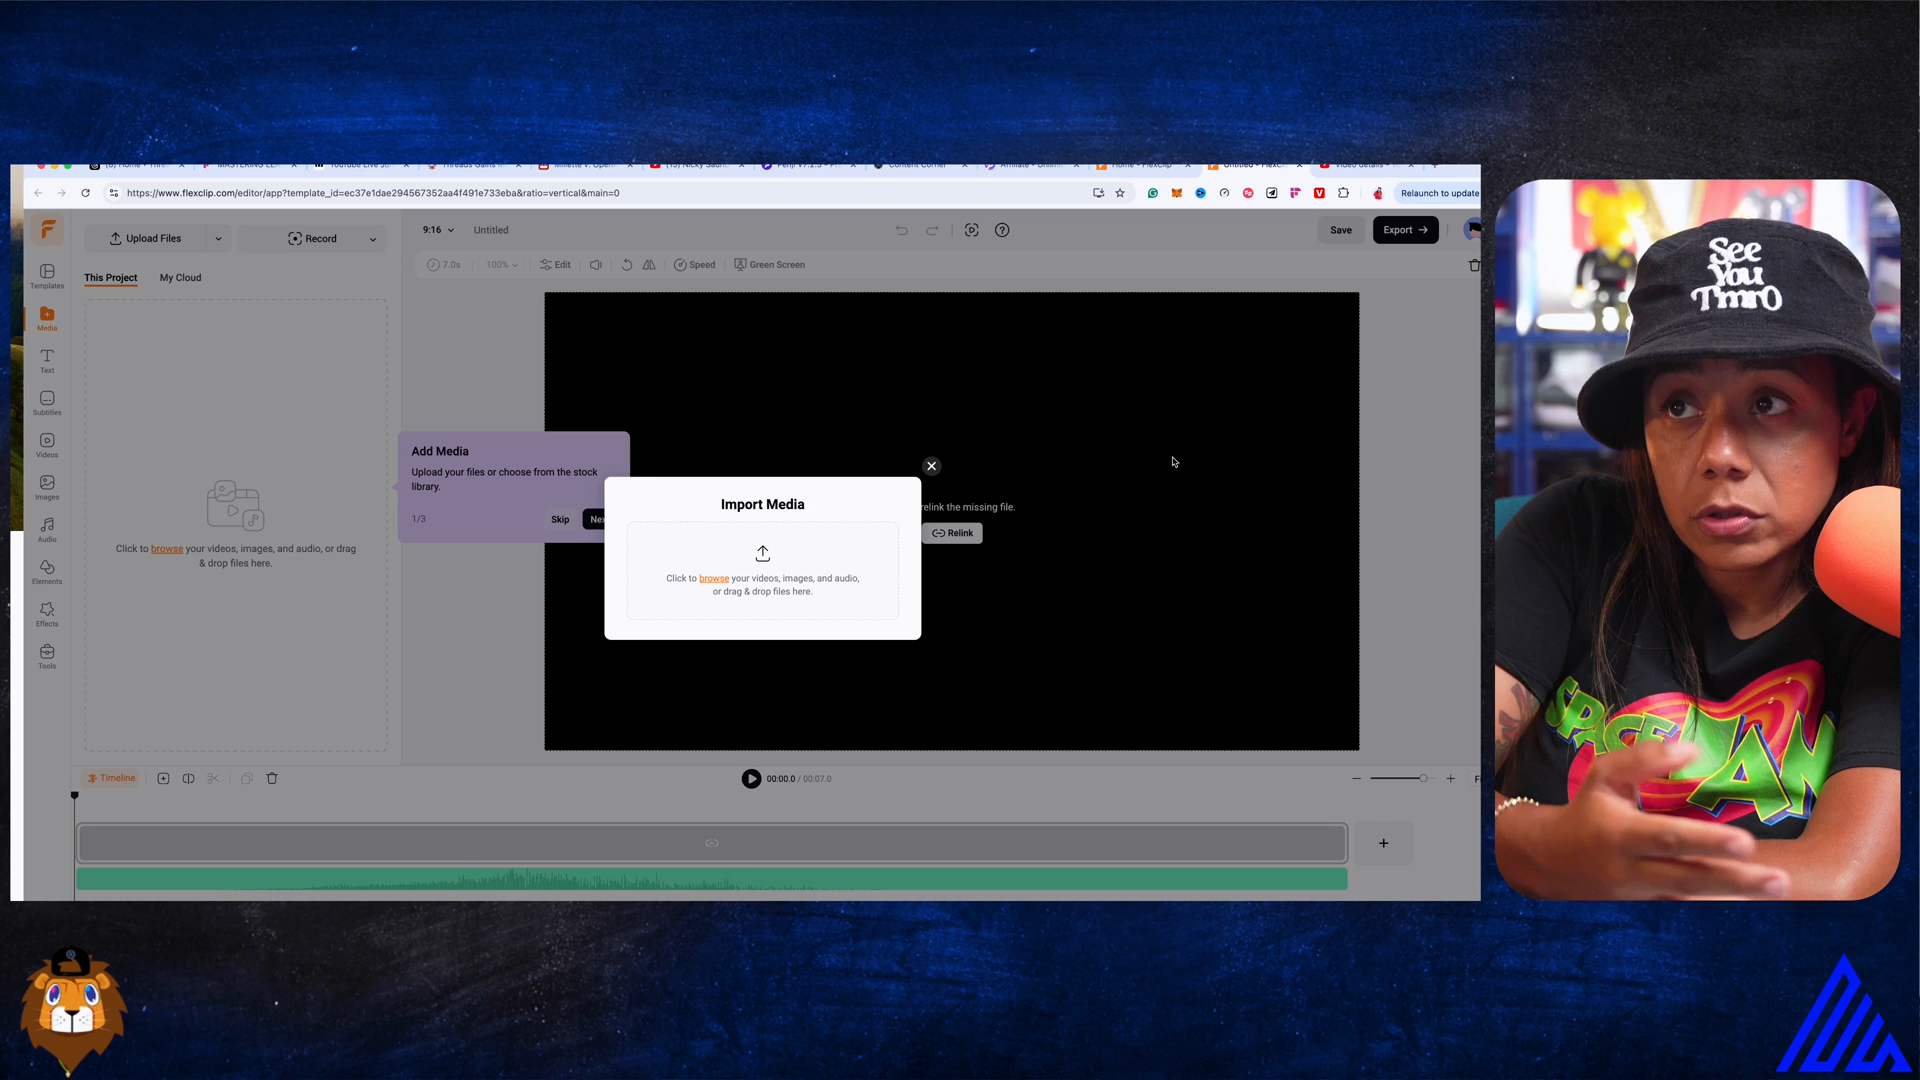 https://www.flexclip.com/editor/app?template_id=ec37e1dae294567352aa4f491e733eba&ratio=vertical&main=0
Relaunch to update
Upload Files
Record
9:16
Untitled
Save
Export
This Project
My Cloud
7.0s
100%
Edit
Speed
Green Screen
Templates
Media
Text
Subtitles
Videos
Images
Audio
Elements
Effects
Tools
Click to browse your videos, images, and audio, or drag
& drop files here.
Add Media
Upload your files or choose from the stock
library.
1/3
Skip
Import Media
Click to browse your videos, images, and audio,
or drag & drop files here.
relink the missing file.
Relink
Timeline
00:00.0 / 00:07.0
See
You
Tmr0